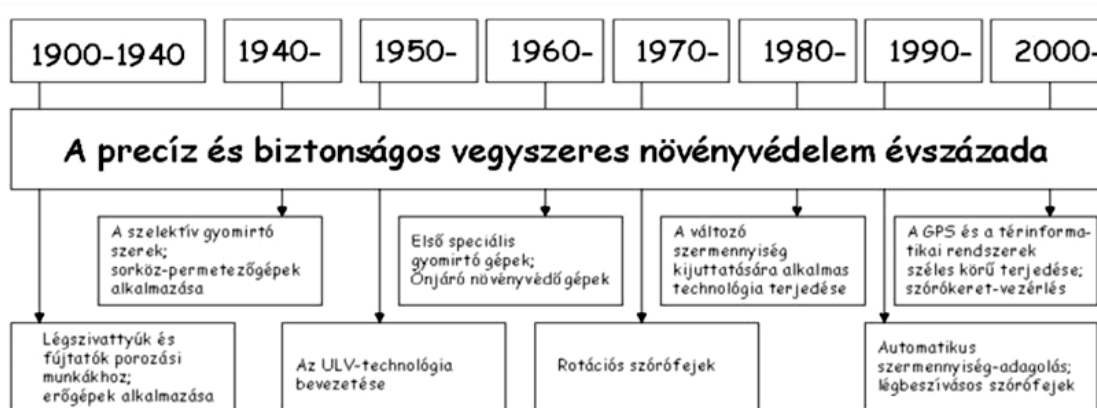 1900-1940
1940-
1950-
1960-
1970-
1980-
1990-
2000-
A precíz és biztonságos vegyszeres növényvédelem évszázada
A szelektív gyomirtó
szerek;
sorköz-permetezőgépek
alkalmazása
Első speciális
gyomirtó gépek;
Önjáró növényvédő gépek
A változó
szermennyiség
kijuttatására alkalmas
technológia terjedése
A GPS és a térinforma-
tikai rendszerek
széles körű terjedése;
szórókeret-vezérlés
Légszivattyúk és
fújtatók porozási
munkákhoz;
erőgépek alkalmazása
Az ULV-technológia
bevezetése
Rotációs szórófejek
Automatikus
szermennyiség-adagolás;
légbeszívásos szórófejek